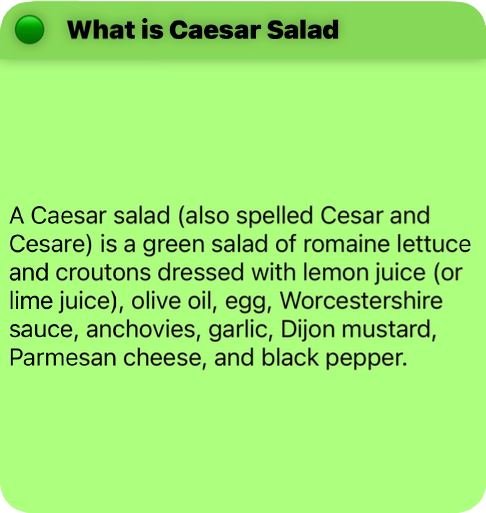 What is Caesar Salad
A Caesar salad (also spelled Cesar and
Cesare) is a green salad of romaine lettuce
and croutons dressed with lemon juice (or
lime juice), olive oil, egg, Worcestershire
sauce, anchovies, garlic, Dijon mustard,
Parmesan cheese, and black pepper.